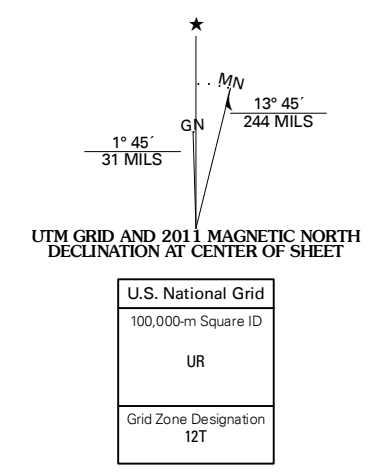 ★
MN
GN
13° 45´
244 MILS
1° 45´
31 MILS
UTM GRID AND 2011 MAGNETIC NORTH
DECLINATION AT CENTER OF SHEET
U.S. National Grid
100,000-m Square ID
UR
Grid Zone Designation
12T